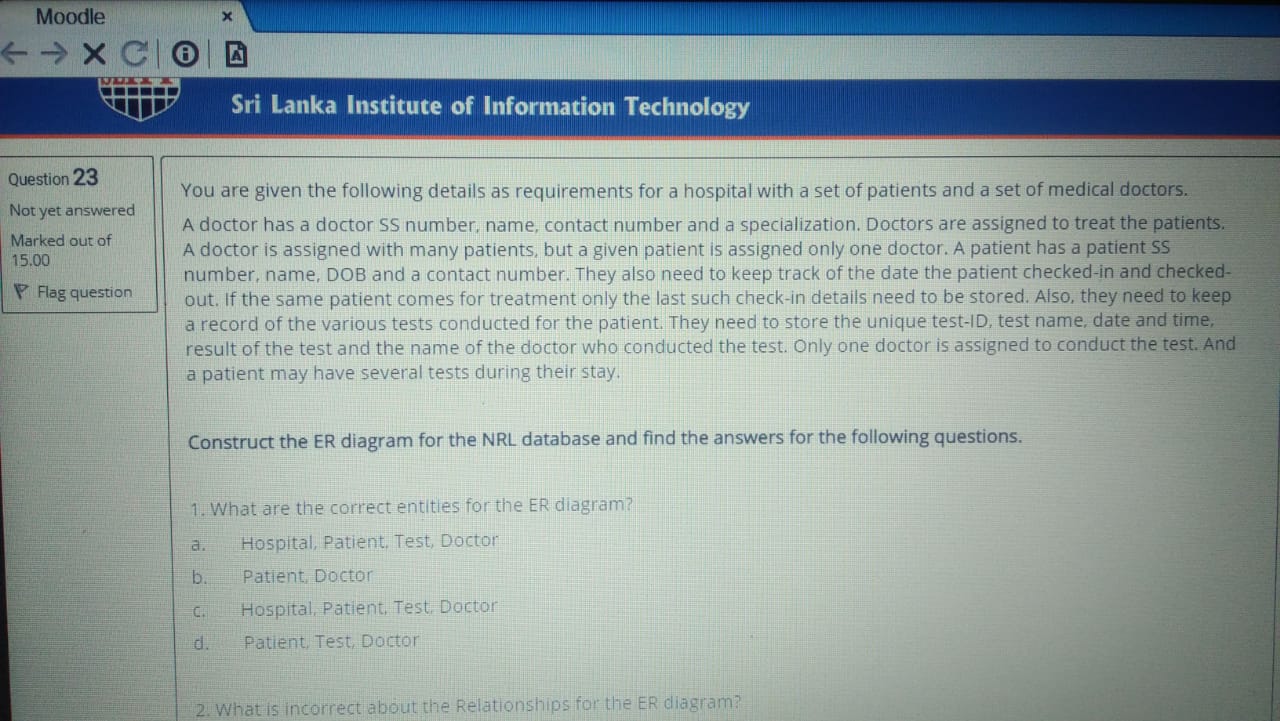 Moodle
Sri Lanka Institute of Information Technology
Question 23
Not yet answered
Marked out of
15.00
Flag question
You are given the following details as requirements for a hospital with a set of patients and a set of medical doctors.
A doctor has a doctor SS number, name, contact number and a specialization. Doctors are assigned to treat the patients.
A doctor is assigned with many patients, but a given patient is assigned only one doctor. A patient has a patient SS
number, name, DOB and a contact number. They also need to keep track of the date the patient checked-in and checked-
out. If the same patient comes for treatment only the last such check-in details need to be stored. Also, they need to keep
a record of the various tests conducted for the patient. They need to store the unique test-ID, test name, date and time,
result of the test and the name of the doctor who conducted the test. Only one doctor is assigned to conduct the test. And
a patient may have several tests during their stay.
Construct the ER diagram for the NRL database and find the answers for the following questions.
1. What are the correct entities for the ER diagram?
a. Hospital, Patient, Test, Doctor
b. Patient, Doctor
c. Hospital, Patient, Test, Doctor
d. Patient, Test, Doctor
2. What is incorrect about the Relationships for the ER diagram?